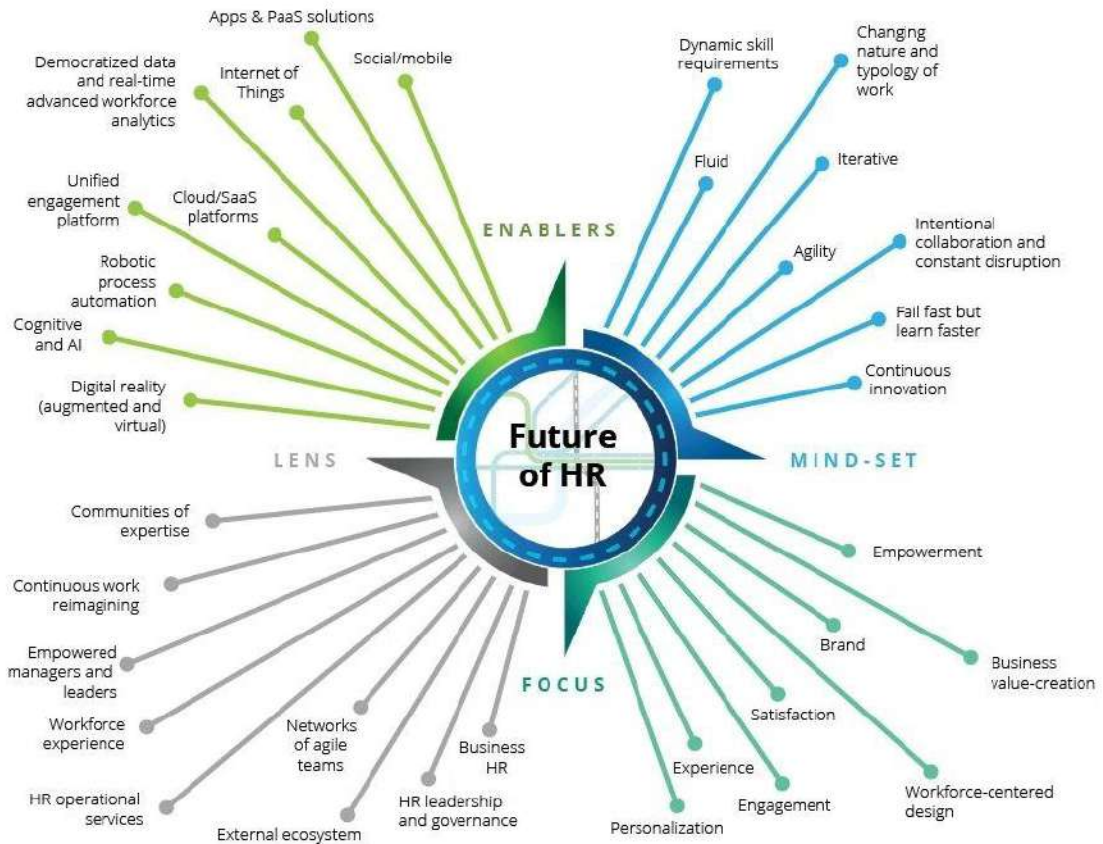 Apps & PaaS solutions
Social/mobile
Democratized data
and real-time
advanced workforce
analytics
Internet of
Things
Unified
engagement
platform
Cloud/SaaS
platforms
Robotic
process
automation
Cognitive
and AI
Digital reality
(augmented and
virtual)
ENABLERS
Dynamic skill
requirements
Changing
nature and
typology of
work
Fluid
Iterative
Agility
Intentional
collaboration and
constant disruption
Fail fast but
learn faster
Continuous
innovation
MIND-SET
Future
of HR
LENS
Communities of
expertise
Continuous work
reimagining
Empowered
managers and
leaders
Workforce
experience
HR operational
services
Networks
of agile
teams
External ecosystem
HR leadership
and governance
Business
HR
FOCUS
Empowerment
Brand
Business
value-creation
Satisfaction
Workforce-centered
design
Experience
Engagement
Personalization